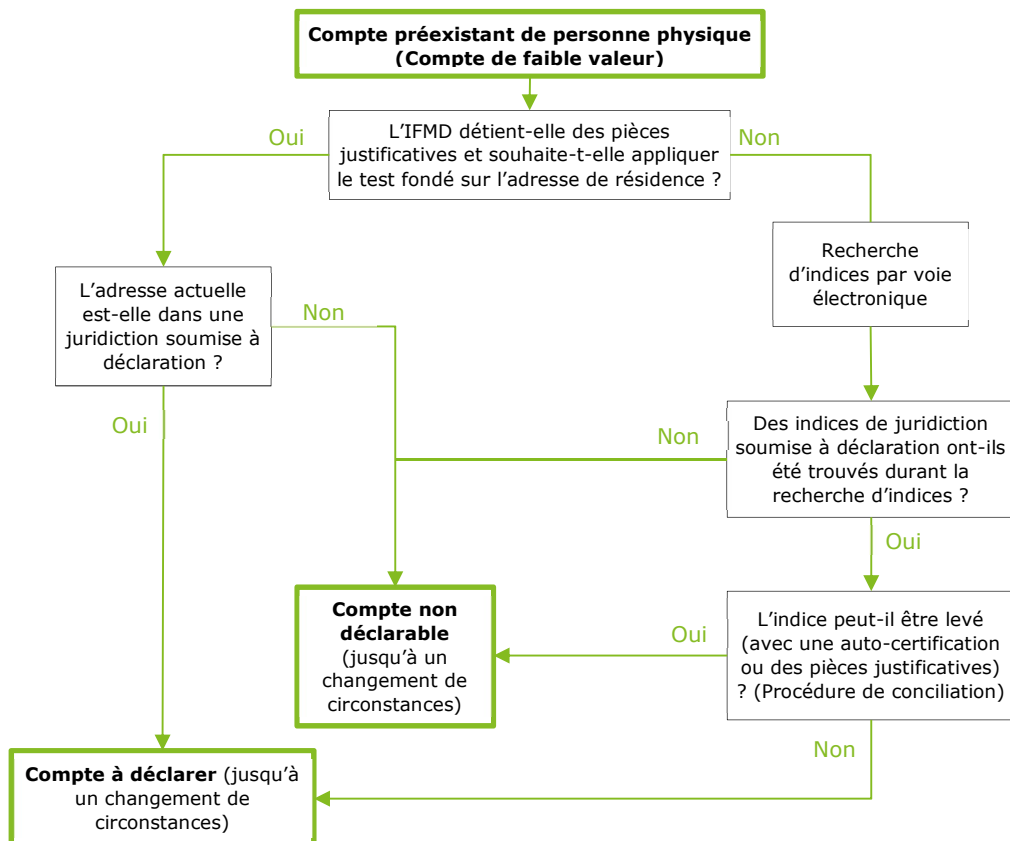 Compte préexistant de personne physique
(Compte de faible valeur)
Oui
L'IFMD détient-elle des pièces
justificatives et souhaite-t-elle appliquer
le test fondé sur l'adresse de résidence ?
Non
Recherche
d'indices par voie
électronique
L'adresse actuelle
est-elle dans une
juridiction soumise à
déclaration ?
Non
Oui
Non
Des indices de juridiction
soumise à déclaration ont-ils
été trouvés durant la
recherche d'indices ?
Oui
Compte non
déclarable
(jusqu'à un
changement de
circonstances)
Oui
L'indice peut-il être levé
(avec une auto-certification
ou des pièces justificatives)
? (Procédure de conciliation)
Non
Compte à déclarer (jusqu'à
un changement de
circonstances)